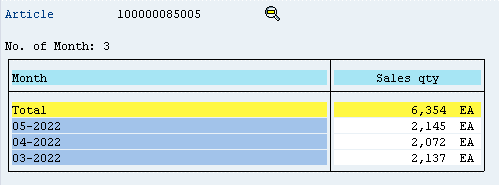 Article 100000085005
No. of Month: 3
Month Sales qty
Total 6,354 EA
05-2022 2,145 EA
04-2022 2,072 EA
03-2022 2,137 EA